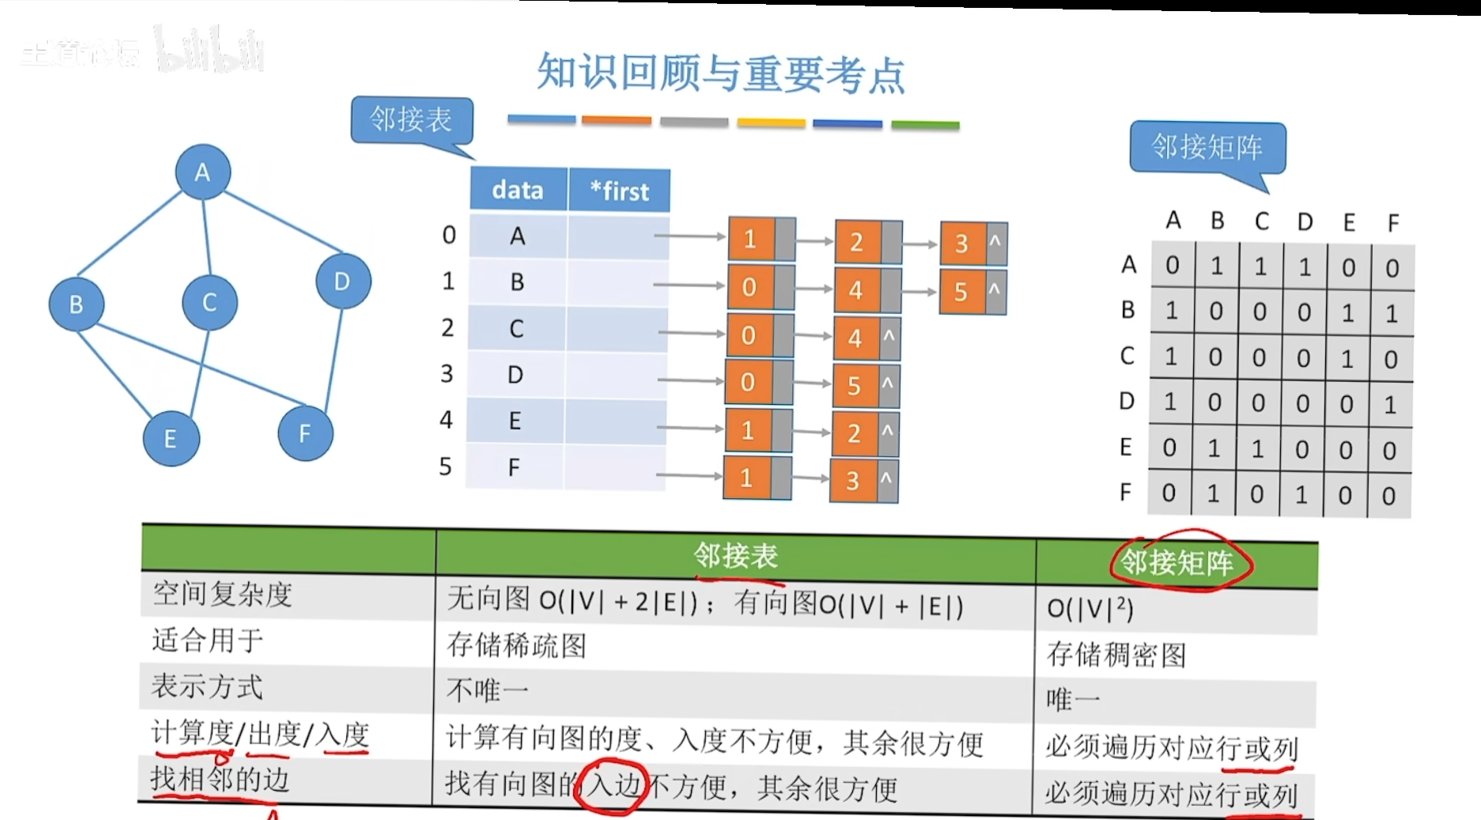 王道论坛 bilibili
知识回顾与重要考点
邻接表
邻接矩阵
A
B
C
D
E
F
data *first
0 A 1 2 3 ^
1 B 0 4 5 ^
2 C 0 4 ^
3 D 0 5 ^
4 E 1 2 ^
5 F 1 3 ^
A B C D E F
A 0 1 1 1 0 0
B 1 0 0 0 1 1
C 1 0 0 0 1 0
D 1 0 0 0 0 1
E 0 1 1 0 0 0
F 0 1 0 1 0 0
邻接表 邻接矩阵
空间复杂度 无向图 O(|V| + 2|E|)；有向图O(|V| + |E|) O(|V|²)
适合用于 存储稀疏图 存储稠密图
表示方式 不唯一 唯一
计算度/出度/入度 计算有向图的度、入度不方便，其余很方便 必须遍历对应行或列
找相邻的边 找有向图的入边不方便，其余很方便 必须遍历对应行或列